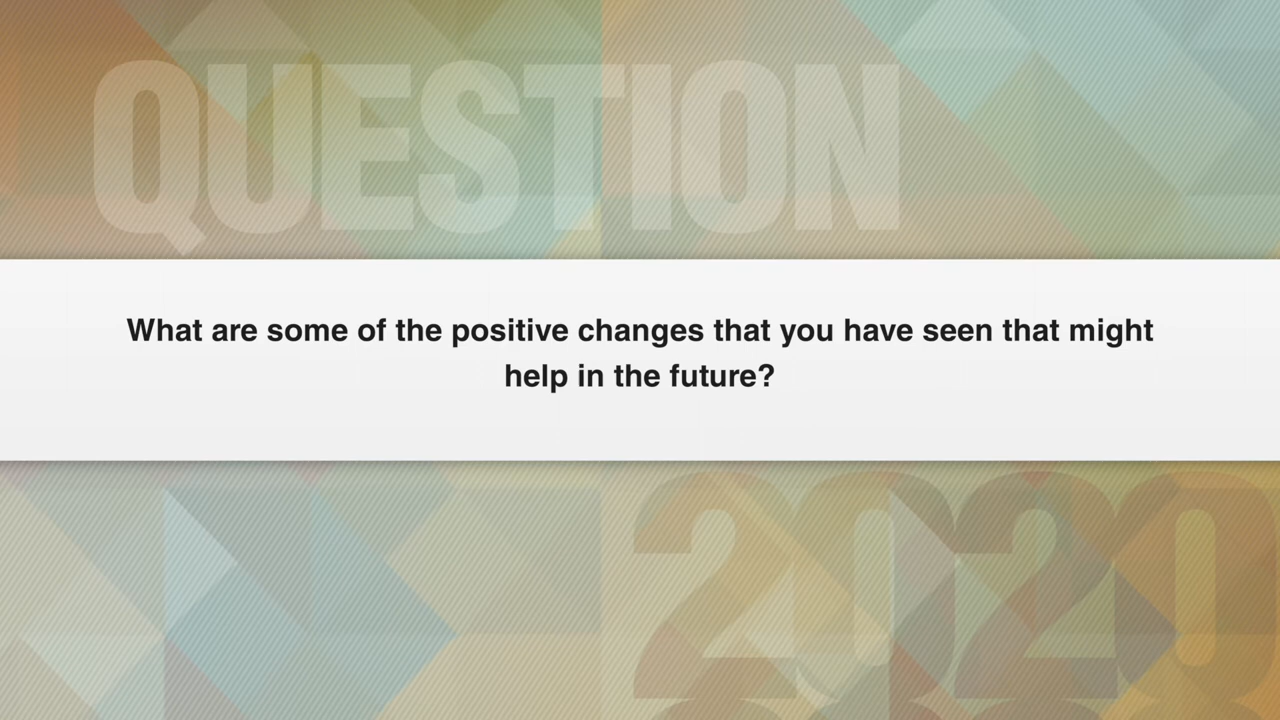 QUESTION
What are some of the positive changes that you have seen that might
help in the future?
2020